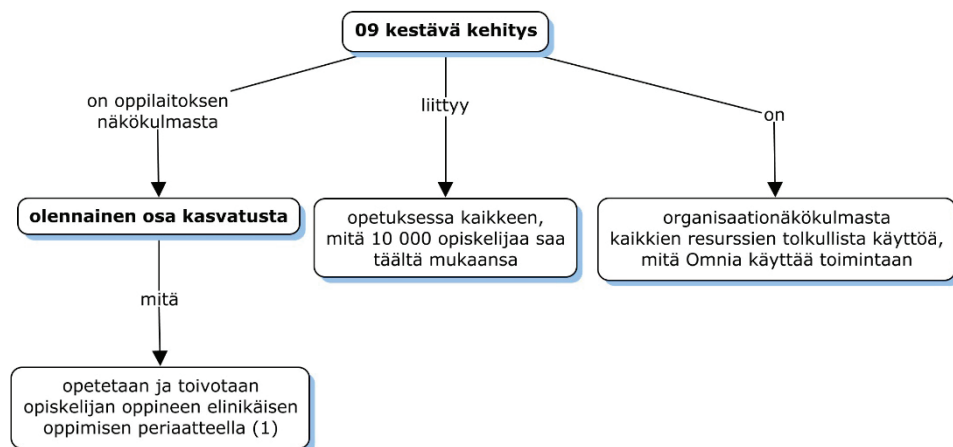 09 kestävä kehitys
on oppilaitoksen
näkökulmasta
liittyy
on
olennainen osa kasvatusta
opetuksessa kaikkeen,
mitä 10 000 opiskelijaa saa
täältä mukaansa
organisaationäkökulmasta
kaikkien resurssien tolkullista käyttöä,
mitä Omnia käyttää toimintaan
mitä
opetetaan ja toivotaan
opiskelijan oppineen elinikäisen
oppimisen periaatteella (1)